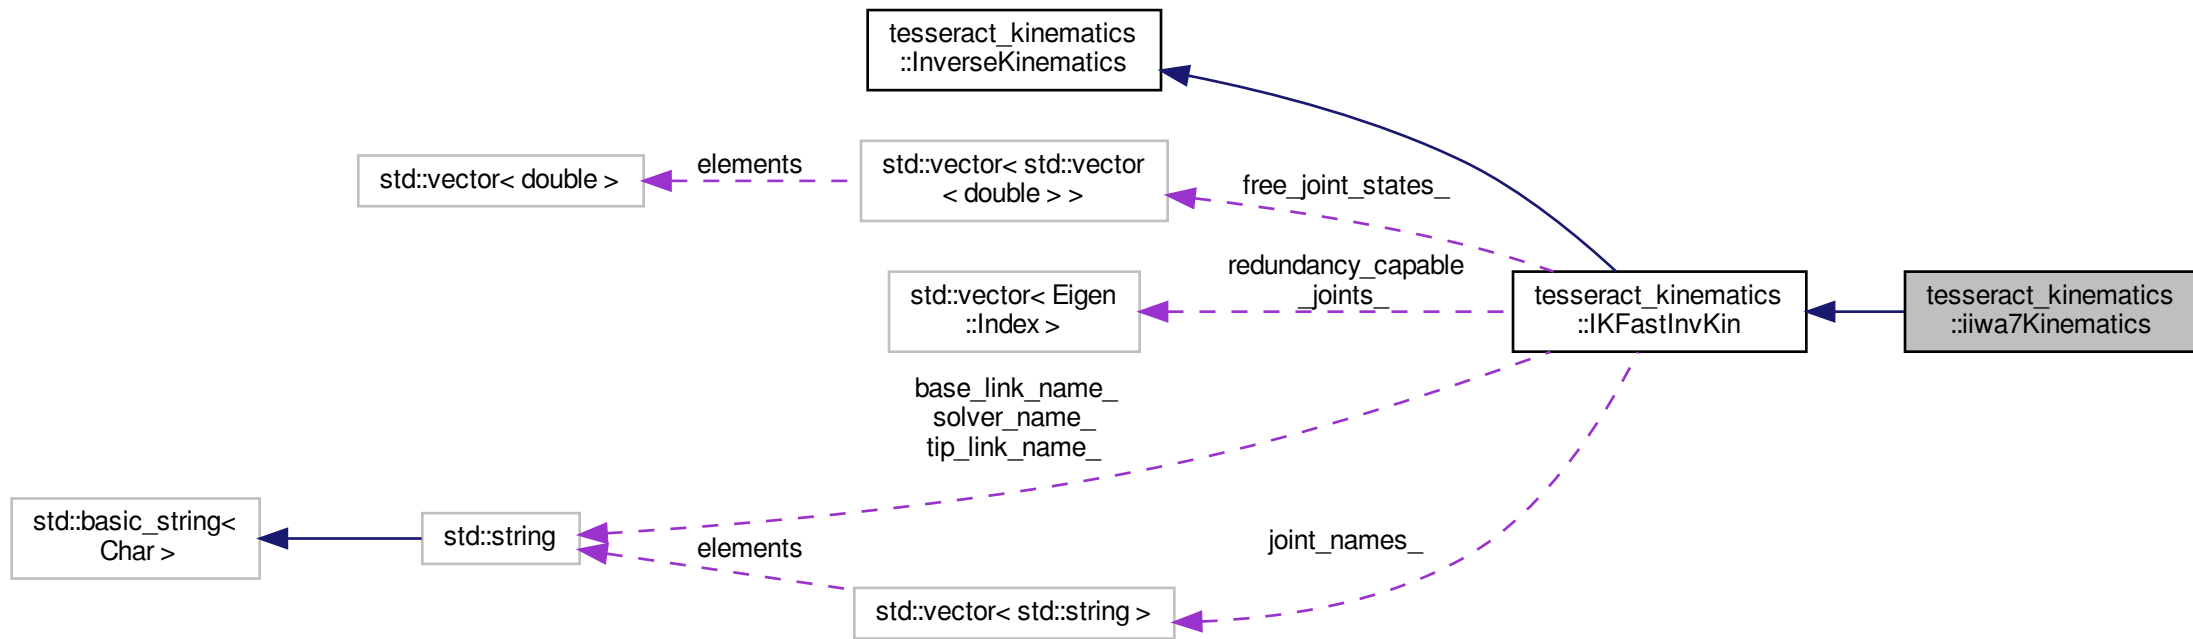 tesseract_kinematics
::InverseKinematics
std::vector< double >
elements
std::vector< std::vector
< double > >
free_joint_states_
std::vector< Eigen
::Index >
redundancy_capable
_joints_
tesseract_kinematics
::IKFastInvKin
tesseract_kinematics
::iiwa7Kinematics
base_link_name_
solver_name_
tip_link_name_
std::basic_string<
Char >
std::string
elements
joint_names_
std::vector< std::string >